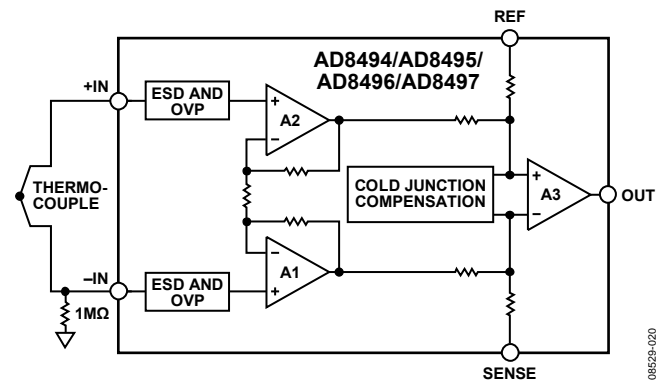 REF
AD8494/AD8495/
AD8496/AD8497
+IN
ESD AND
OVP
+
A2
–
THERMO-
COUPLE
COLD JUNCTION
COMPENSATION
+
A3
–
OUT
–
A1
+
–IN
ESD AND
OVP
1MΩ
SENSE
08529-020